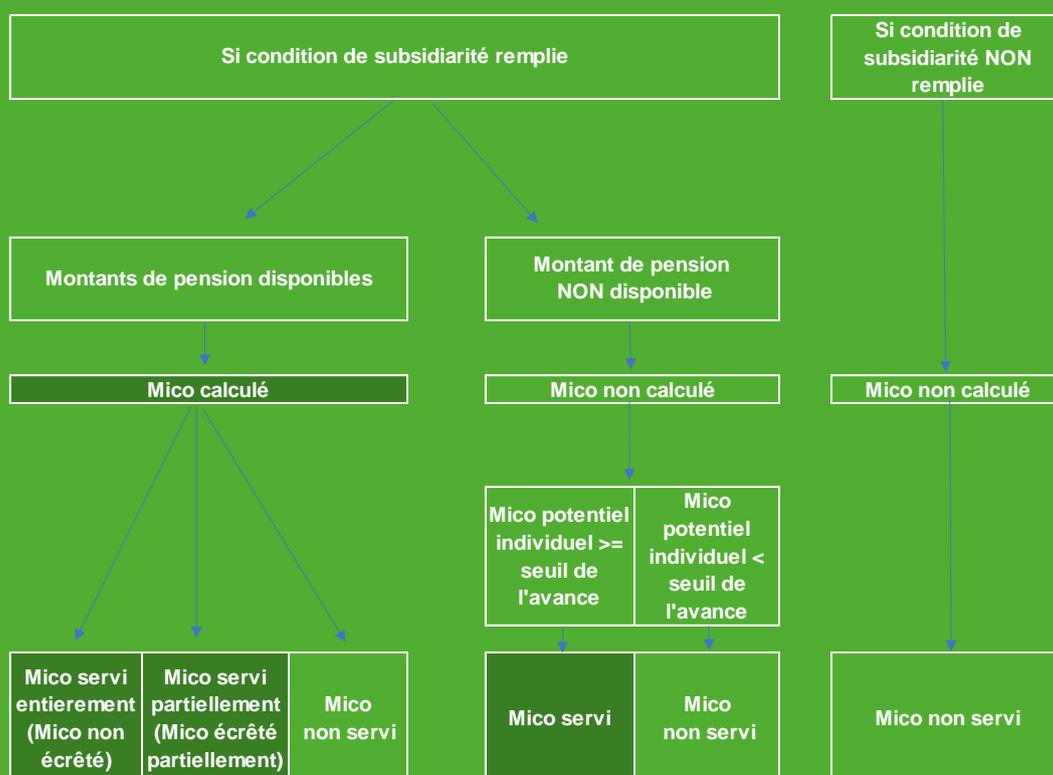 Si condition de subsidiarité remplie
Si condition de
subsidiarité NON
remplie
Montants de pension disponibles
Montant de pension
NON disponible
Mico calculé
Mico non calculé
Mico non calculé
Mico potentiel
individuel >=
seuil de
l'avance
Mico
potentiel
individuel <
seuil de
l'avance
Mico servi
entierement
(Mico non
écrêté)
Mico servi
partiellement
(Mico écrêté
partiellement)
Mico
non servi
Mico servi
Mico
non servi
Mico non servi